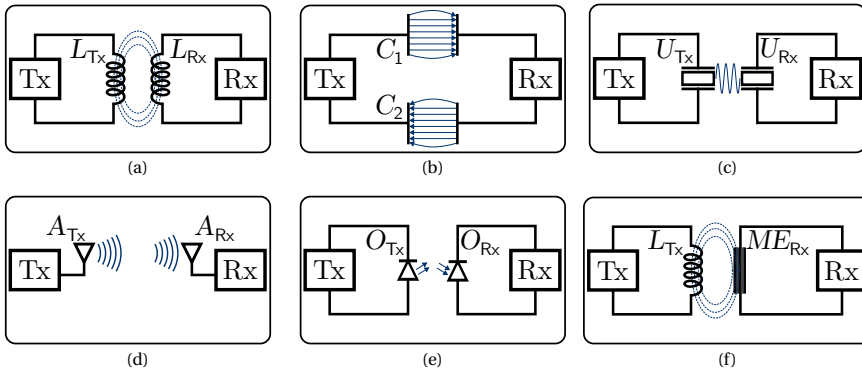 Tx L_Tx L_Rx Rx
(a)
C_1
Tx Rx
C_2
(b)
U_Tx U_Rx
Tx Rx
(c)
A_Tx A_Rx
Tx Rx
(d)
O_Tx O_Rx
Tx Rx
(e)
L_Tx ME_Rx
Tx Rx
(f)